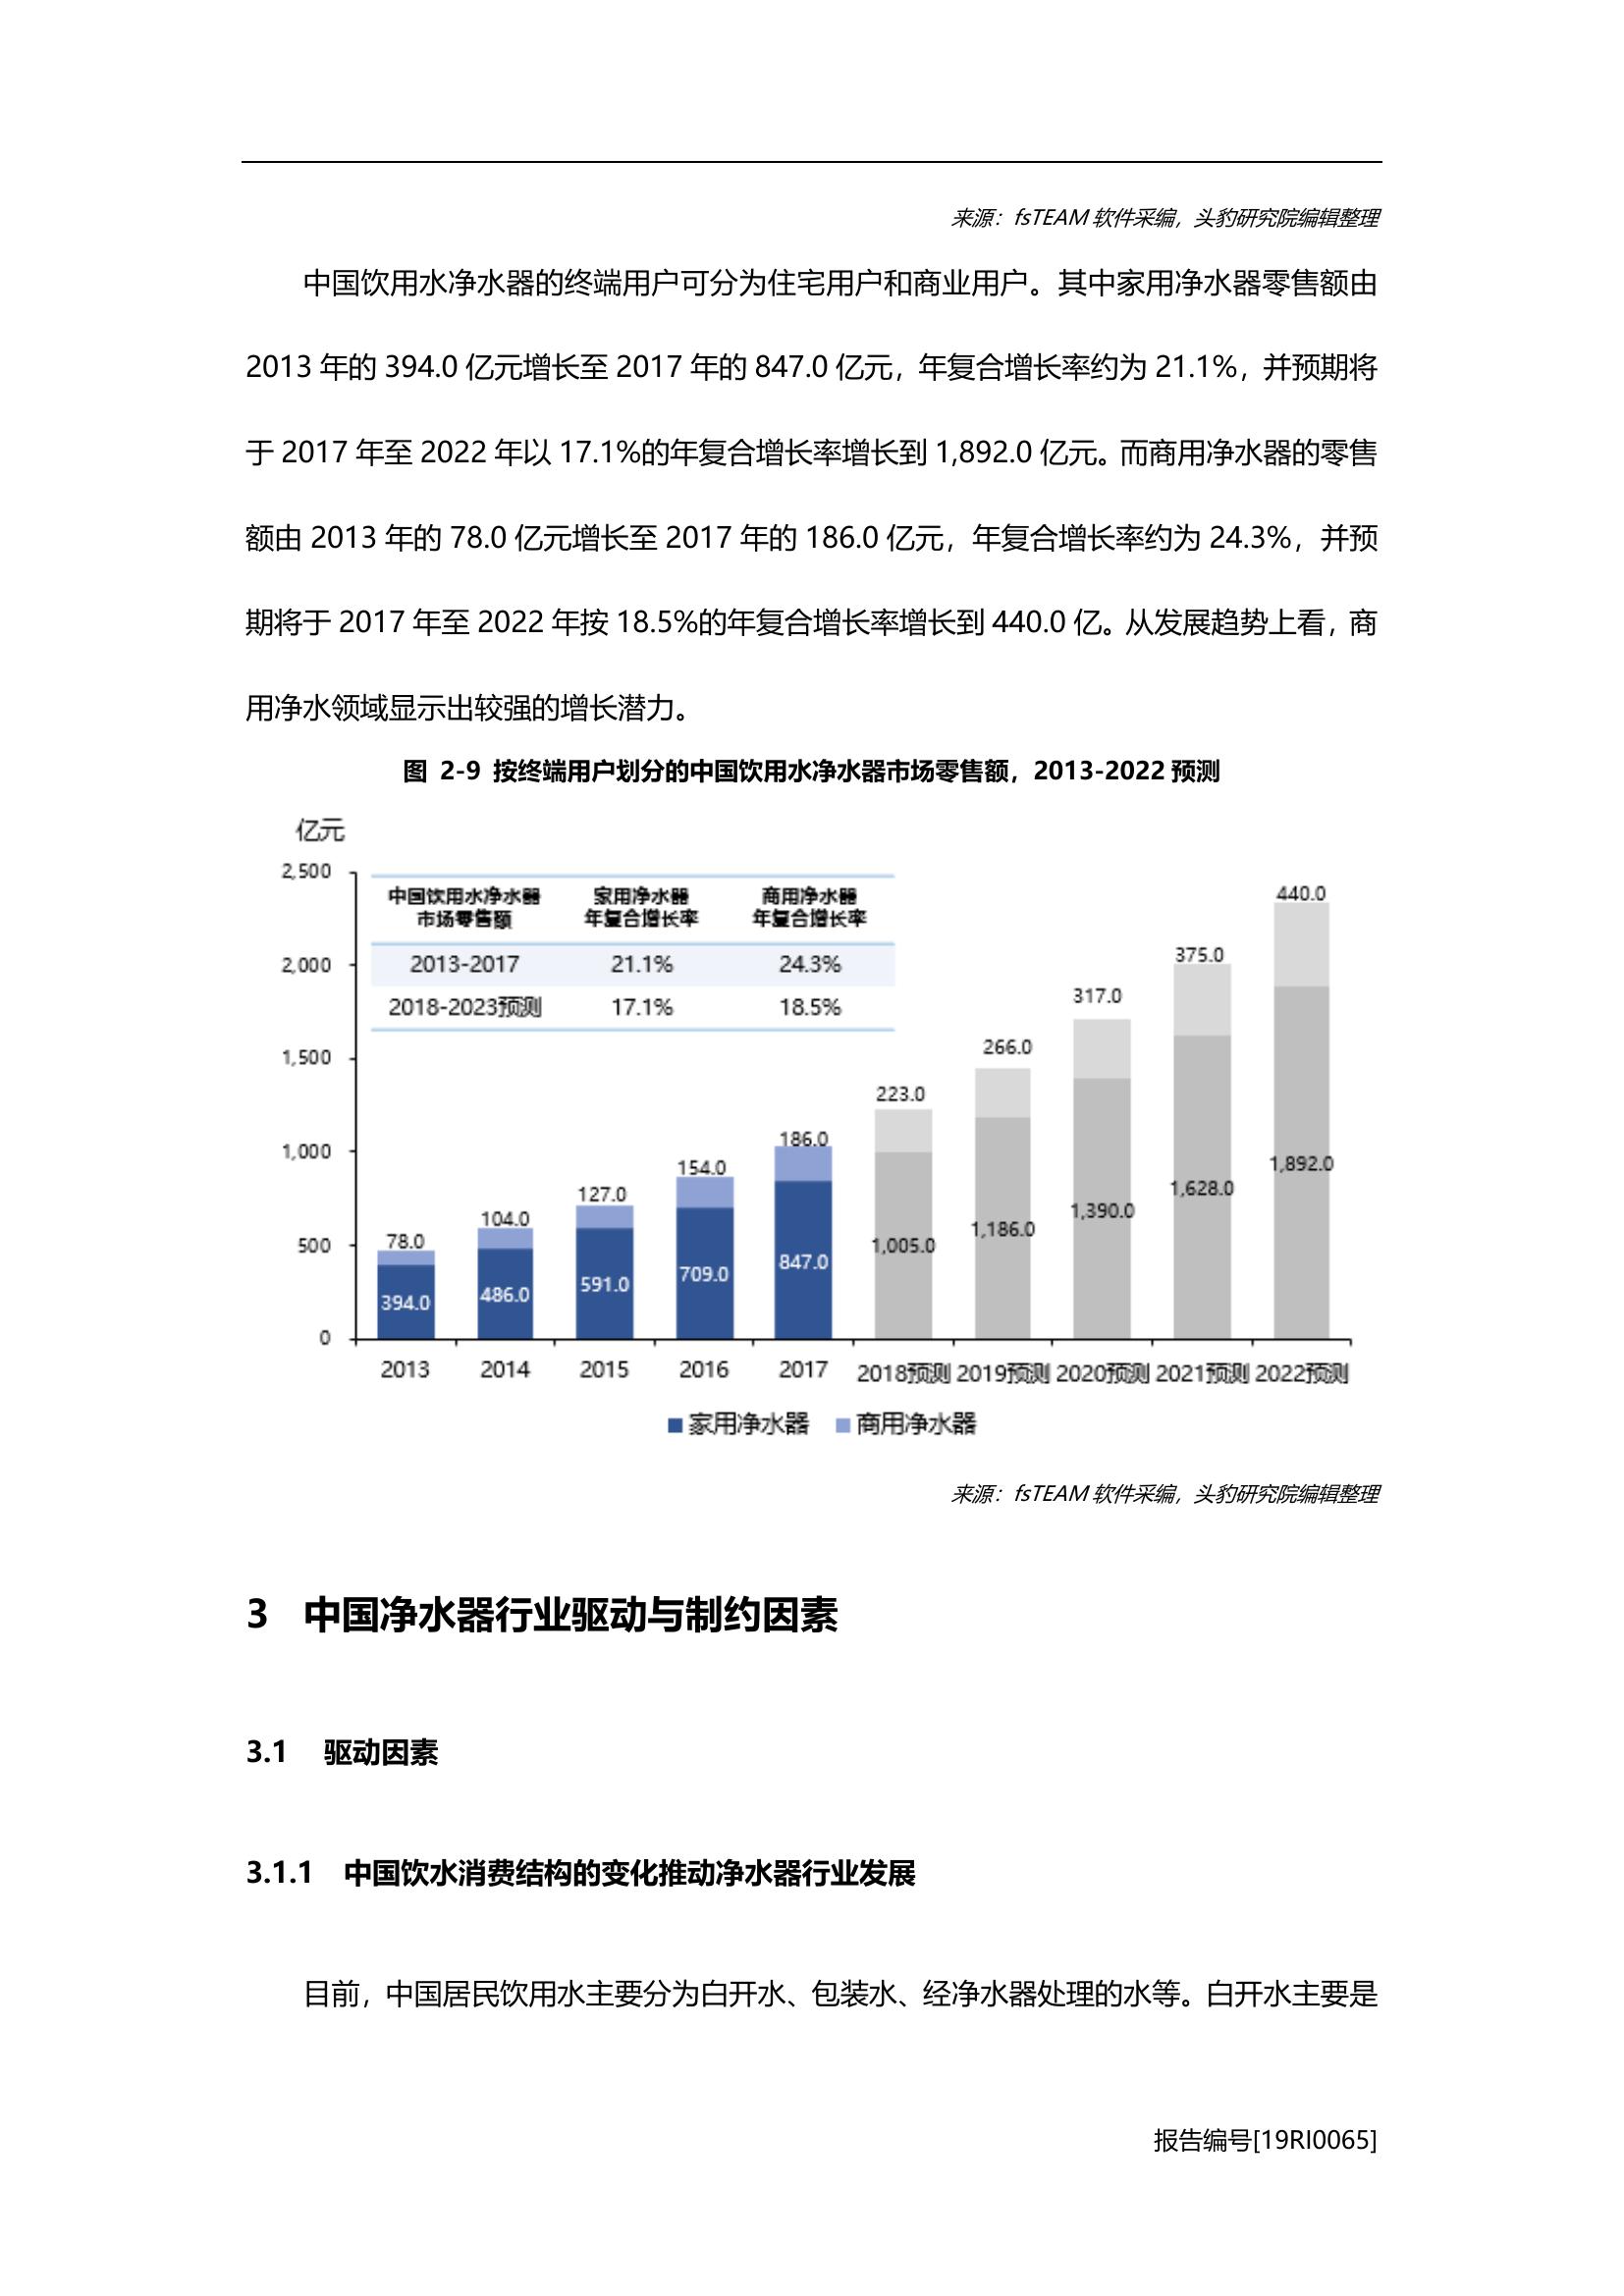 来源：fsTEAM 软件采编，头豹研究院编辑整理
中国饮用水净水器的终端用户可分为住宅用户和商业用户。其中家用净水器零售额由
2013 年的 394.0 亿元增长至 2017 年的 847.0 亿元，年复合增长率约为 21.1%，并预期将
于 2017 年至 2022 年以 17.1%的年复合增长率增长到 1,892.0 亿元。而商用净水器的零售
额由 2013 年的 78.0 亿元增长至 2017 年的 186.0 亿元，年复合增长率约为 24.3%，并预
期将于 2017 年至 2022 年按 18.5%的年复合增长率增长到 440.0 亿。从发展趋势上看，商
用净水领域显示出较强的增长潜力。
图 2-9 按终端用户划分的中国饮用水净水器市场零售额，2013-2022 预测
亿元
2,500
2,000
1,500
1,000
500
0
中国饮用水净水器 家用净水器 商用净水器
市场零售额 年复合增长率 年复合增长率
2013-2017 21.1% 24.3%
2018-2023预测 17.1% 18.5%
78.0 104.0 127.0 154.0 186.0 223.0 266.0 317.0 375.0 440.0
394.0 486.0 591.0 709.0 847.0 1,005.0 1,186.0 1,390.0 1,628.0 1,892.0
2013 2014 2015 2016 2017 2018预测 2019预测 2020预测 2021预测 2022预测
家用净水器 商用净水器
来源：fsTEAM 软件采编，头豹研究院编辑整理
3 中国净水器行业驱动与制约因素
3.1 驱动因素
3.1.1 中国饮水消费结构的变化推动净水器行业发展
目前，中国居民饮用水主要分为白开水、包装水、经净水器处理的水等。白开水主要是
报告编号[19RI0065]